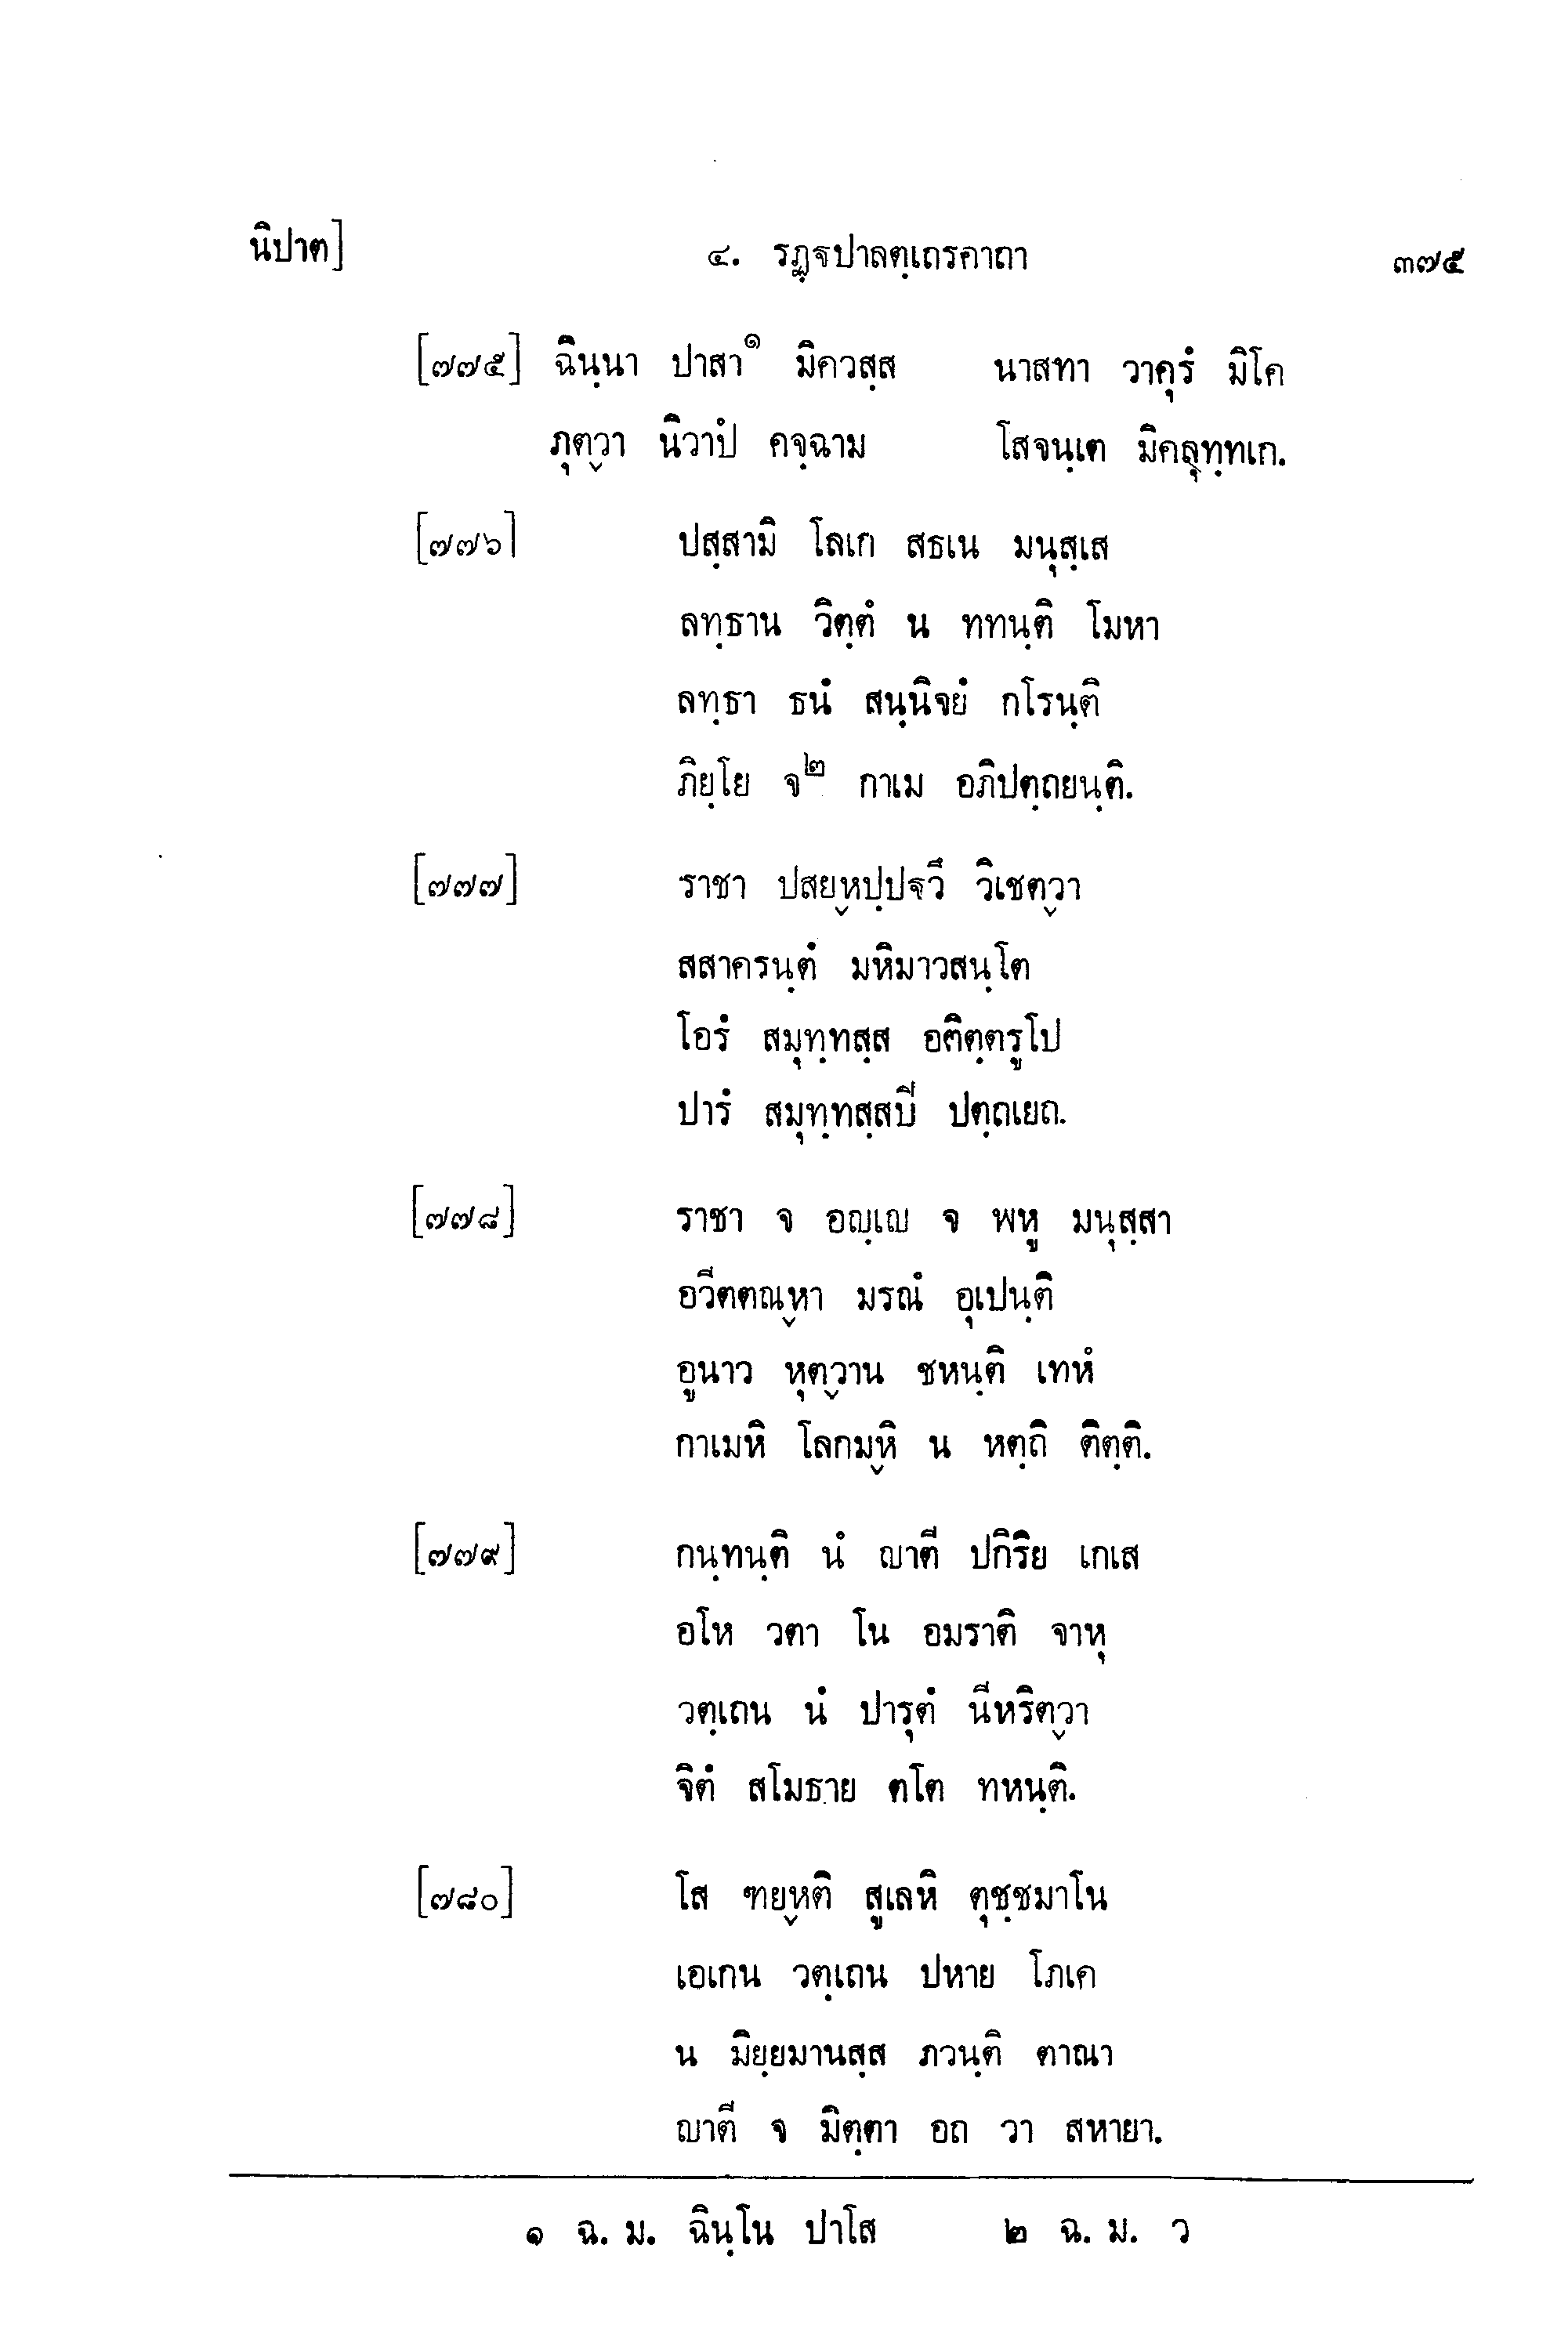 นิปาต] ๔. รฏฺฐปาลตฺเถรคาถา ๓๗๕
[๗๗๕] ฉินฺนา ปาสา๑ มิควสฺส นาสทา วาคุรํ มิโค
ภุตฺวา นิวาปํ คจฺฉาม โสจนฺเต มิคลุทฺทเก.
[๗๗๖] ปสฺสามิ โลเก สธเน มนุสฺเส
ลทฺธาน วิตฺตํ น ททนฺติ โมหา
ลทฺธา ธนํ สนฺนิจยํ กโรนฺติ
ภิยฺโย จ๒ กาเม อภิปตฺถยนฺติ.
[๗๗๗] ราชา ปสยฺหปฺปฐวึ วิเชตฺวา
สสาครนฺตํ มหิมาวสนฺโต
โอรํ สมุทฺทสฺส อติตฺตรูโป
ปารํ สมุทฺทสฺสปิ ปตฺถเยถ.
[๗๗๘] ราชา จ อญฺเญ จ พหู มนุสฺสา
อวีตตณฺหา มรณํ อุเปนฺติ
อูนาว หุตฺวาน ชหนฺติ เทหํ
กาเมหิ โลกมฺหิ น หตฺถิ ติตฺติ.
[๗๗๙] กนฺทนฺติ นํ ญาตี ปกิริย เกเส
อโห วตา โน อมราติ จาหุ
วตฺเถน นํ ปารุตํ นีหริตฺวา
จิตํ สโมธาย ตโต ทหนฺติ.
[๗๘๐] โส ฑยฺหติ สูเลหิ ตุชฺชมาโน
เอเกน วตฺเถน ปหาย โภเค
น มิยฺยมานสฺส ภวนฺติ ตาณา
ญาตี จ มิตฺตา อถ วา สหายา.
๑ ฉ. ม. ฉินฺโน ปาโส ๒ ฉ. ม. ว